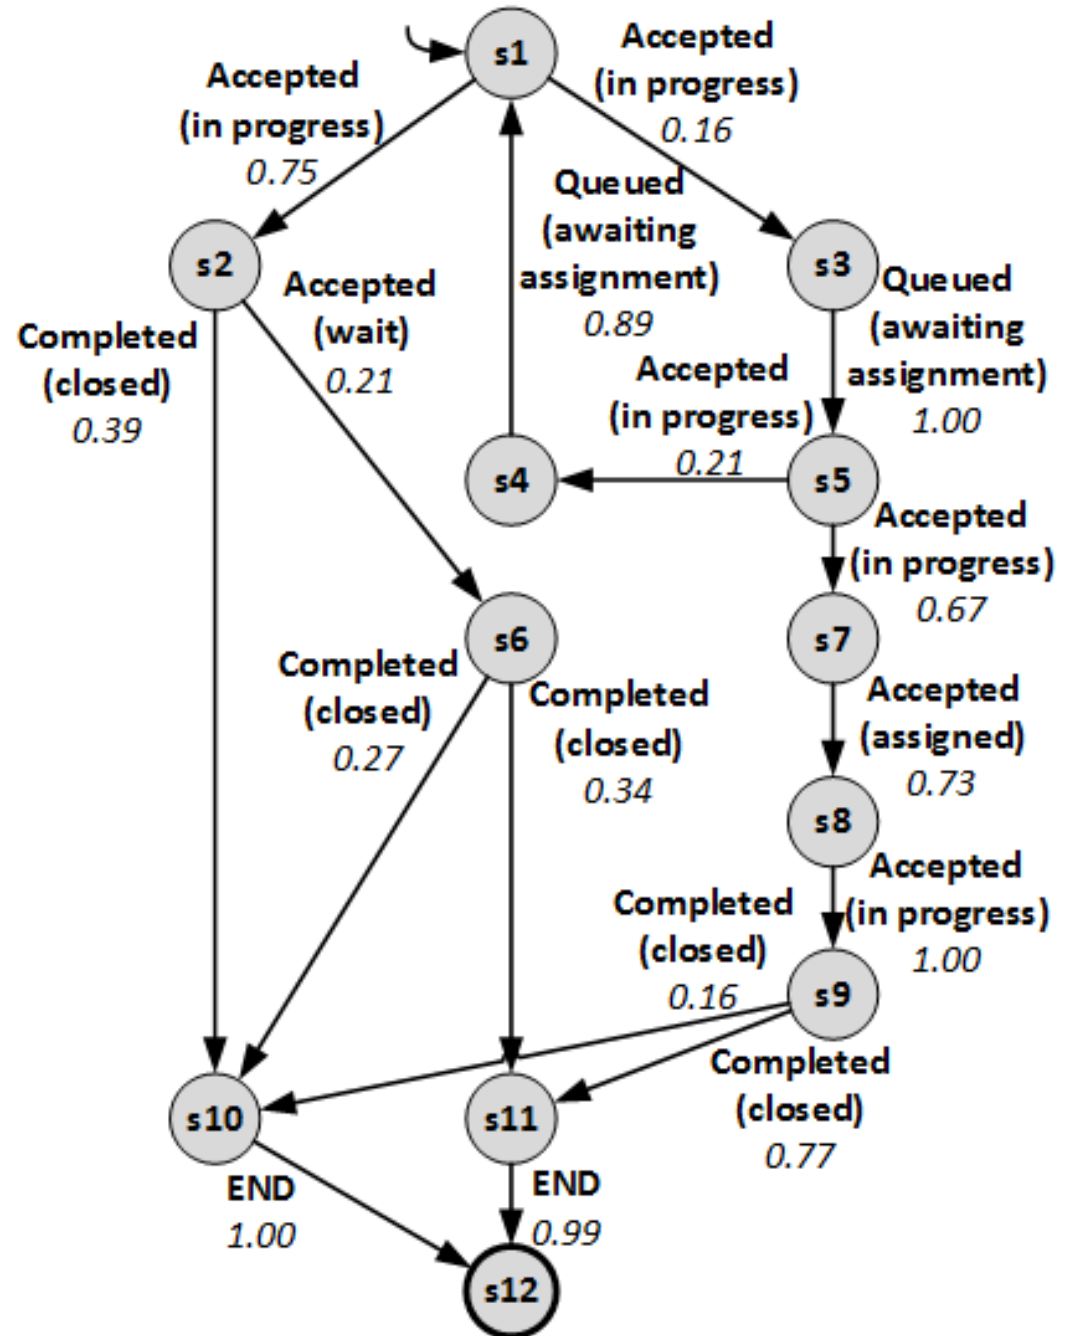 s1
Accepted
(in progress)
0.16
Accepted
(in progress)
0.75
Queued
(awaiting
assignment)
0.89
s2
s3
Accepted
(wait)
0.21
Queued
(awaiting
assignment)
1.00
Completed
(closed)
0.39
Accepted
(in progress)
0.21
s4
s5
Accepted
(in progress)
0.67
s6
s7
Completed
(closed)
0.27
Completed
(closed)
0.34
Accepted
(assigned)
0.73
s8
Accepted
(in progress)
1.00
Completed
(closed)
0.16
s9
Completed
(closed)
0.77
s10
s11
END
1.00
END
0.99
s12